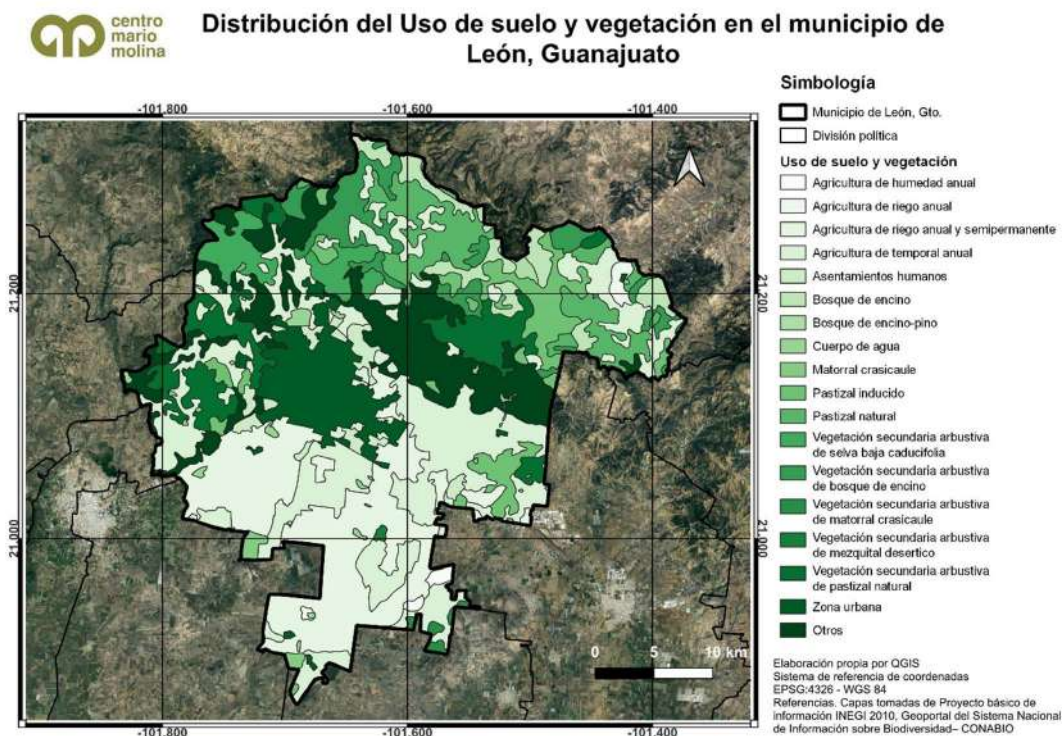 centro
mario
molina
Distribución del Uso de suelo y vegetación en el municipio de
León, Guanajuato
-101.800
-101.600
-101.400
21.200
21.000
21.200
21.000
-101.800
-101.600
-101.400
0 5 10 km
Simbología
Municipio de León, Gto.
División política
Uso de suelo y vegetación
Agricultura de humedad anual
Agricultura de riego anual
Agricultura de riego anual y semipermanente
Agricultura de temporal anual
Asentamientos humanos
Bosque de encino
Bosque de encino-pino
Cuerpo de agua
Matorral crasicaule
Pastizal inducido
Pastizal natural
Vegetación secundaria arbustiva
de selva baja caducifolia
Vegetación secundaria arbustiva
de bosque de encino
Vegetación secundaria arbustiva
de matorral crasicaule
Vegetación secundaria arbustiva
de mezquital desertico
Vegetación secundaria arbustiva
de pastizal natural
Zona urbana
Otros
Elaboración propia por QGIS
Sistema de referencia de coordenadas
EPSG:4326 - WGS 84
Referencias. Capas tomadas de Proyecto básico de
información INEGI 2010, Geoportal del Sistema Nacional
de Información sobre Biodiversidad– CONABIO